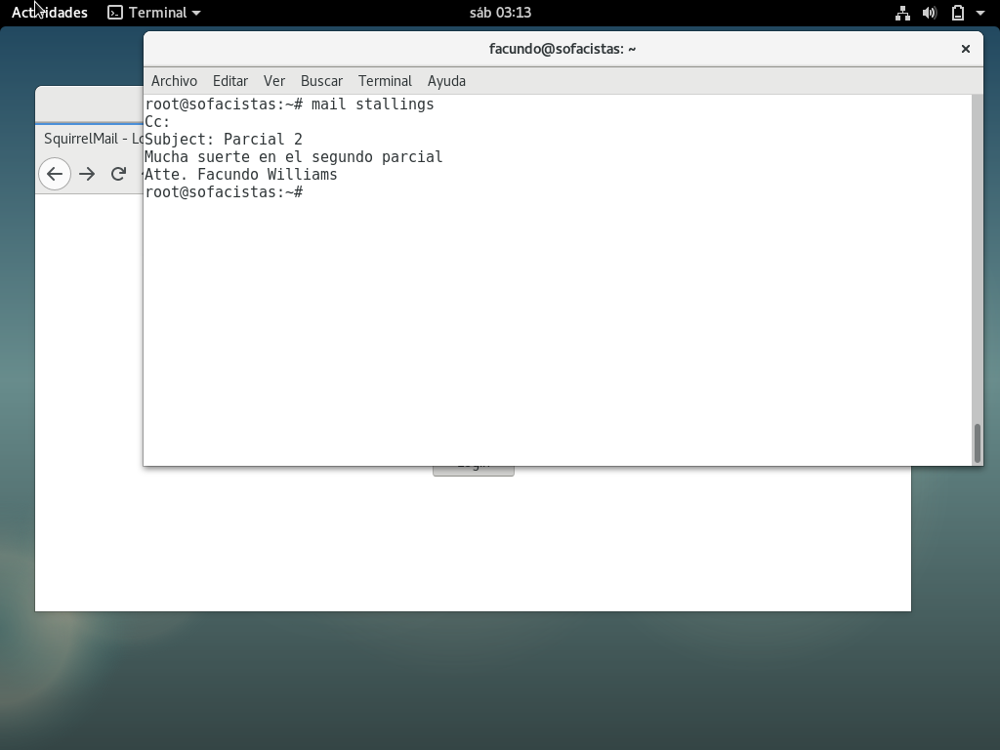 Actividades
Terminal
sáb 03:13
facundo@sofacistas: ~
Archivo Editar Ver Buscar Terminal Ayuda
root@sofacistas:~# mail stallings
Cc:
Subject: Parcial 2
Mucha suerte en el segundo parcial
Atte. Facundo Williams
root@sofacistas:~#
SquirrelMail - Lo
Login